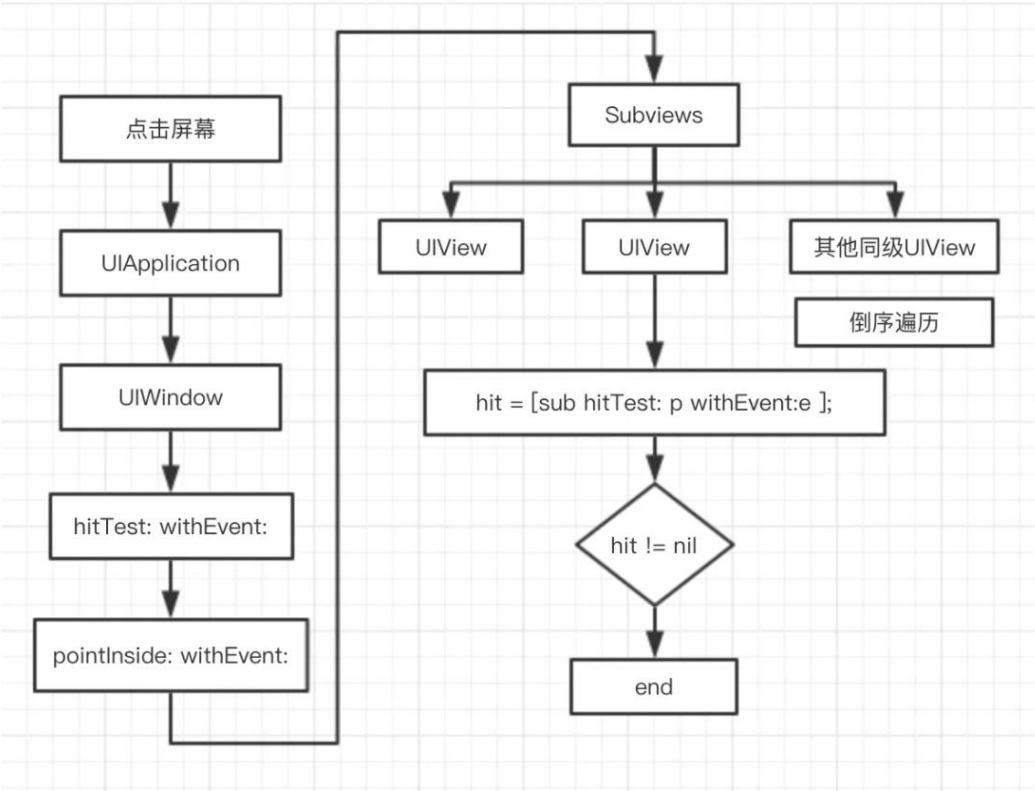 点击屏幕
UIApplication
UIWindow
hitTest: withEvent:
pointInside: withEvent:
Subviews
UIView
UIView
其他同级UIView
倒序遍历
hit = [sub hitTest: p withEvent:e ];
hit != nil
end